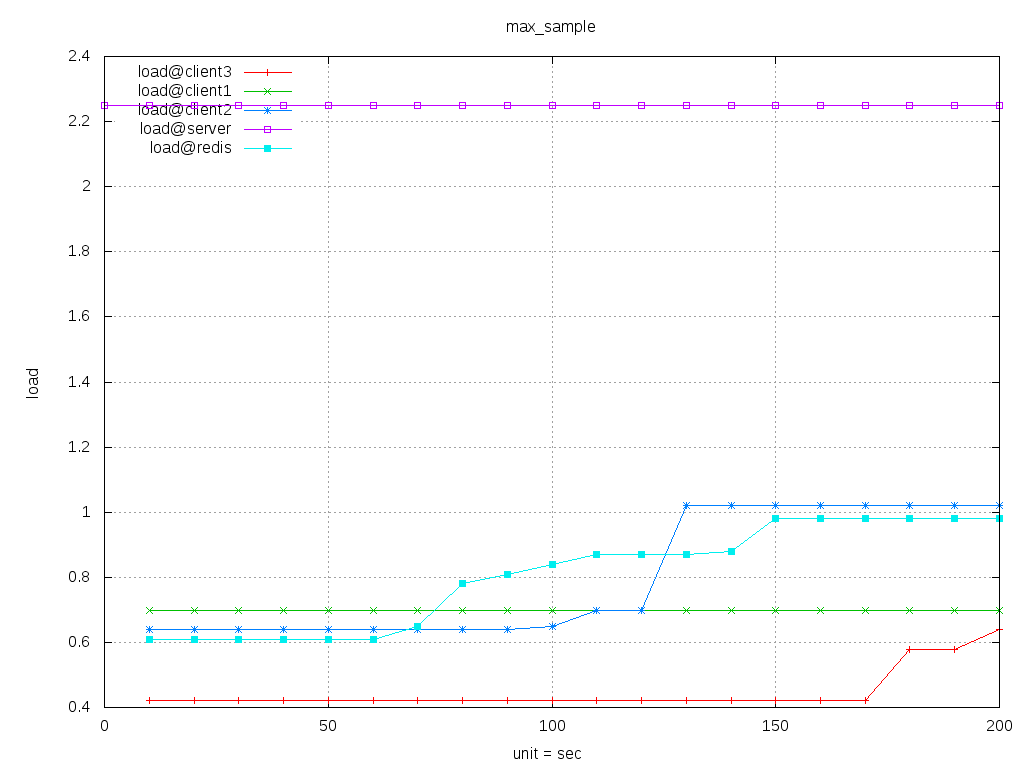 max_sample
2.4
2.2
2
1.8
1.6
1.4
1.2
1
0.8
0.6
0.4
load
load@client3
load@client1
load@client2
load@server
load@redis
0 50 100 150 200
unit = sec